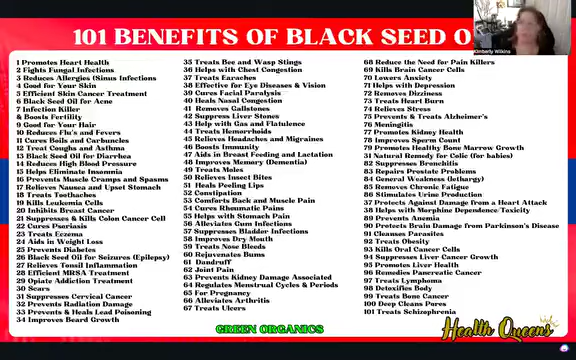 101 BENEFITS OF BLACK SEED O
Kimberly Wilkins
1 Promotes Heart Health
2 Fights Fungal Infections
3 Reduces Allergies (Sinus Infections
4 Good for Your Skin
5 Efficient Skin Cancer Treatment
6 Black Seed Oil for Acne
7 Infection Killer
& Boosts Fertility
9 Good for Your Hair
10 Reduces Flu's and Fevers
11 Cures Boils and Carbuncles
12 Treat Coughs and Asthma
13 Black Seed Oil for Diarrhea
14 Reduces High Blood Pressure
15 Helps Eliminate Insomnia
16 Prevents Muscle Cramps and Spasms
17 Relieves Nausea and Upset Stomach
18 Treats Toothaches
19 Kills Leukemia Cells
20 Inhibits Breast Cancer
21 Suppresses & Kills Colon Cancer Cell
22 Cures Psoriasis
23 Treats Eczema
24 Aids in Weight Loss
25 Prevents Diabetes
26 Black Seed Oil for Seizures (Epilepsy)
27 Relieves Tonsil Inflammation
28 Efficient MRSA Treatment
29 Opiate Addiction Treatment
30 Scars
31 Suppresses Cervical Cancer
32 Prevents Radiation Damage
33 Prevents & Heals Lead Poisoning
34 Improves Beard Growth
35 Treats Bee and Wasp Stings
36 Helps with Chest Congestion
37 Treats Earaches
38 Effective for Eye Diseases & Vision
39 Cures Facial Paralysis
40 Heals Nasal Congestion
41 Removes Gallstones
42 Suppress Liver Stones
43 Help with Gas and Flatulence
44 Treats Hemorrhoids
45 Relieves Headaches and Migraines
46 Boosts Immunity
47 Aids in Breast Feeding and Lactation
48 Improves Memory (Dementia)
49 Treats Moles
50 Relieves Insect Bites
51 Heals Peeling Lips
52 Constipation
53 Comforts Back and Muscle Pain
54 Cures Rheumatic Pains
55 Helps with Stomach Pain
56 Alleviates Gum Infections
57 Suppresses Bladder Infections
58 Improves Dry Mouth
59 Treats Nose Bleeds
60 Rejuvenates Bums
61 Dandruff
62 Joint Pain
63 Prevents Kidney Damage Associated
64 Regulates Menstrual Cycles & Periods
65 For Pregnancy
66 Alleviates Arthritis
67 Treats Ulcers
68 Reduce the Need for Pain Killers
69 Kills Brain Cancer Cells
70 Lowers Anxiety
71 Helps with Depression
72 Removes Dizziness
73 Treats Heart Burn
74 Relieves Stress
75 Prevents & Treats Alzheimer's
76 Meningitis
77 Promotes Kidney Health
78 Improves Sperm Count
79 Promotes Healthy Bone Marrow Growth
31 Natural Remedy for Colic (for babies)
82 Suppresses Bronchitis
83 Repairs Prostate Problems
84 General Weakness (lethargy)
85 Removes Chronic Fatigue
86 Stimulates Urine Production
37 Protects Against Damage from a Heart Attack
38 Helps with Morphine Dependence/Toxicity
89 Prevents Anemia
90 Protects Brain Damage from Parkinson's Disease
91 Cleanses Parasites
92 Treats Obesity
93 Kills Oral Cancer Cells
94 Suppresses Liver Cancer Growth
95 Promotes Liver Health
96 Remedies Pancreatic Cancer
97 Treats Lymphoma
98 Detoxifies Body
99 Treats Bone Cancer
100 Deep Cleans Pores
101 Treats Schizophrenia
GREEN ORGANICS
Health Queens